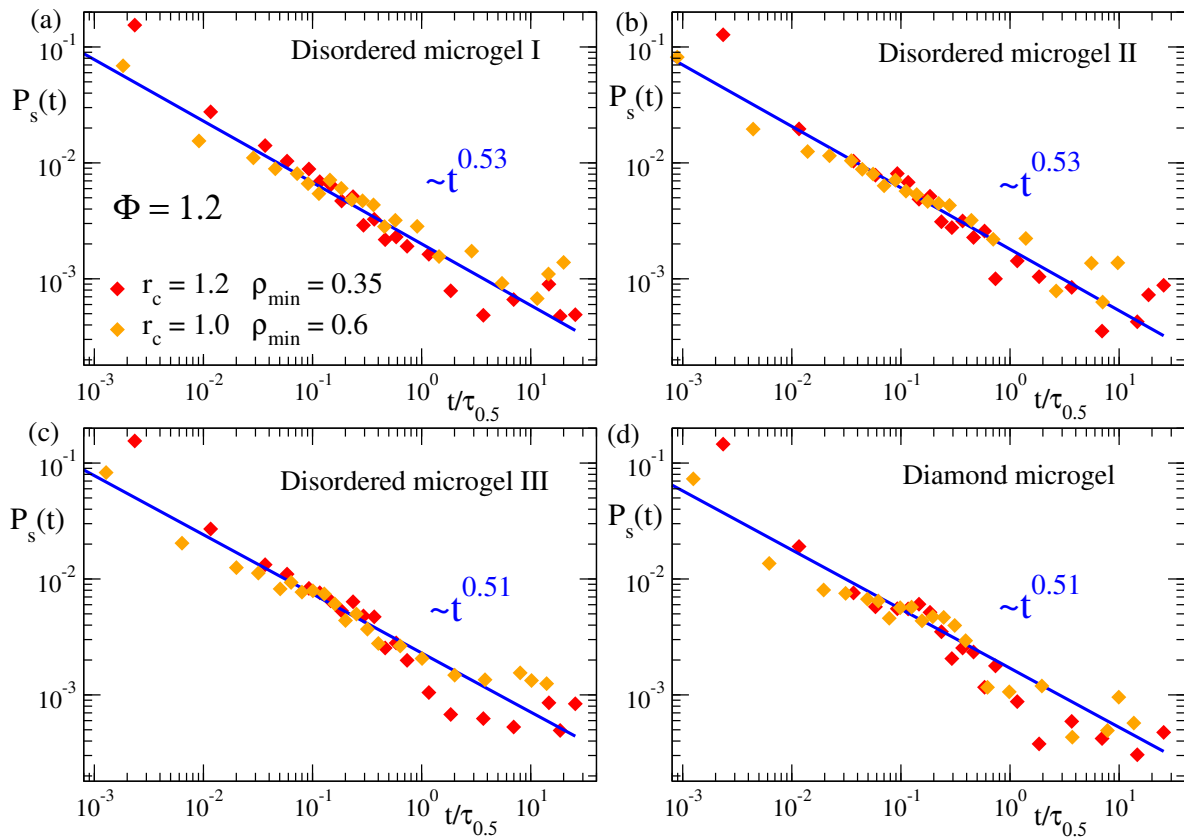 (a)
Disordered microgel I
10^-1
P_s(t)
10^-2
~t^0.53
Φ = 1.2
10^-3
r_c = 1.2 ρ_min = 0.35
r_c = 1.0 ρ_min = 0.6
10^-3 10^-2 10^-1 10^0 10^1
t/τ_0.5
(b)
Disordered microgel II
10^-1
P_s(t)
10^-2
~t^0.53
10^-3
10^-3 10^-2 10^-1 10^0 10^1
t/τ_0.5
(c)
10^-1
Disordered microgel III
P_s(t)
10^-2
~t^0.51
10^-3
10^-3 10^-2 10^-1 10^0 10^1
t/τ_0.5
(d)
10^-1
Diamond microgel
P_s(t)
10^-2
~t^0.51
10^-3
10^-3 10^-2 10^-1 10^0 10^1
t/τ_0.5